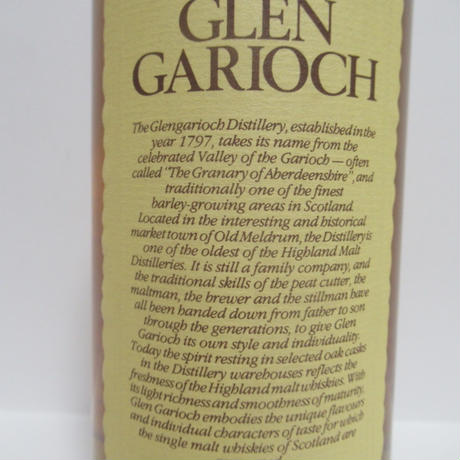 GLEN
GARIOCH
The Glengarioch Distillery, established in the
year 1797, takes its name from the
celebrated Valley of the Garioch — often
called "The Granary of Aberdeenshire", and
traditionally one of the finest
barley-growing areas in Scotland.
Located in the interesting and historical
market town of Old Meldrum, the Distillery is
one of the oldest of the Highland Malt
Distilleries. It is still a family company, and
the traditional skills of the peat cutter, the
maltman, the brewer and the stillman have
all been handed down from father to son
through the generations, to give Glen
Garioch its own style and individuality.
Today the spirit resting in selected oak casks
in the Distillery warehouses reflects the
freshness of the Highland malt whiskies. With
its light richness and smoothness of maturity.
Glen Garioch embodies the unique flavours
and individual characters of taste for which
the single malt whiskies of Scotland are